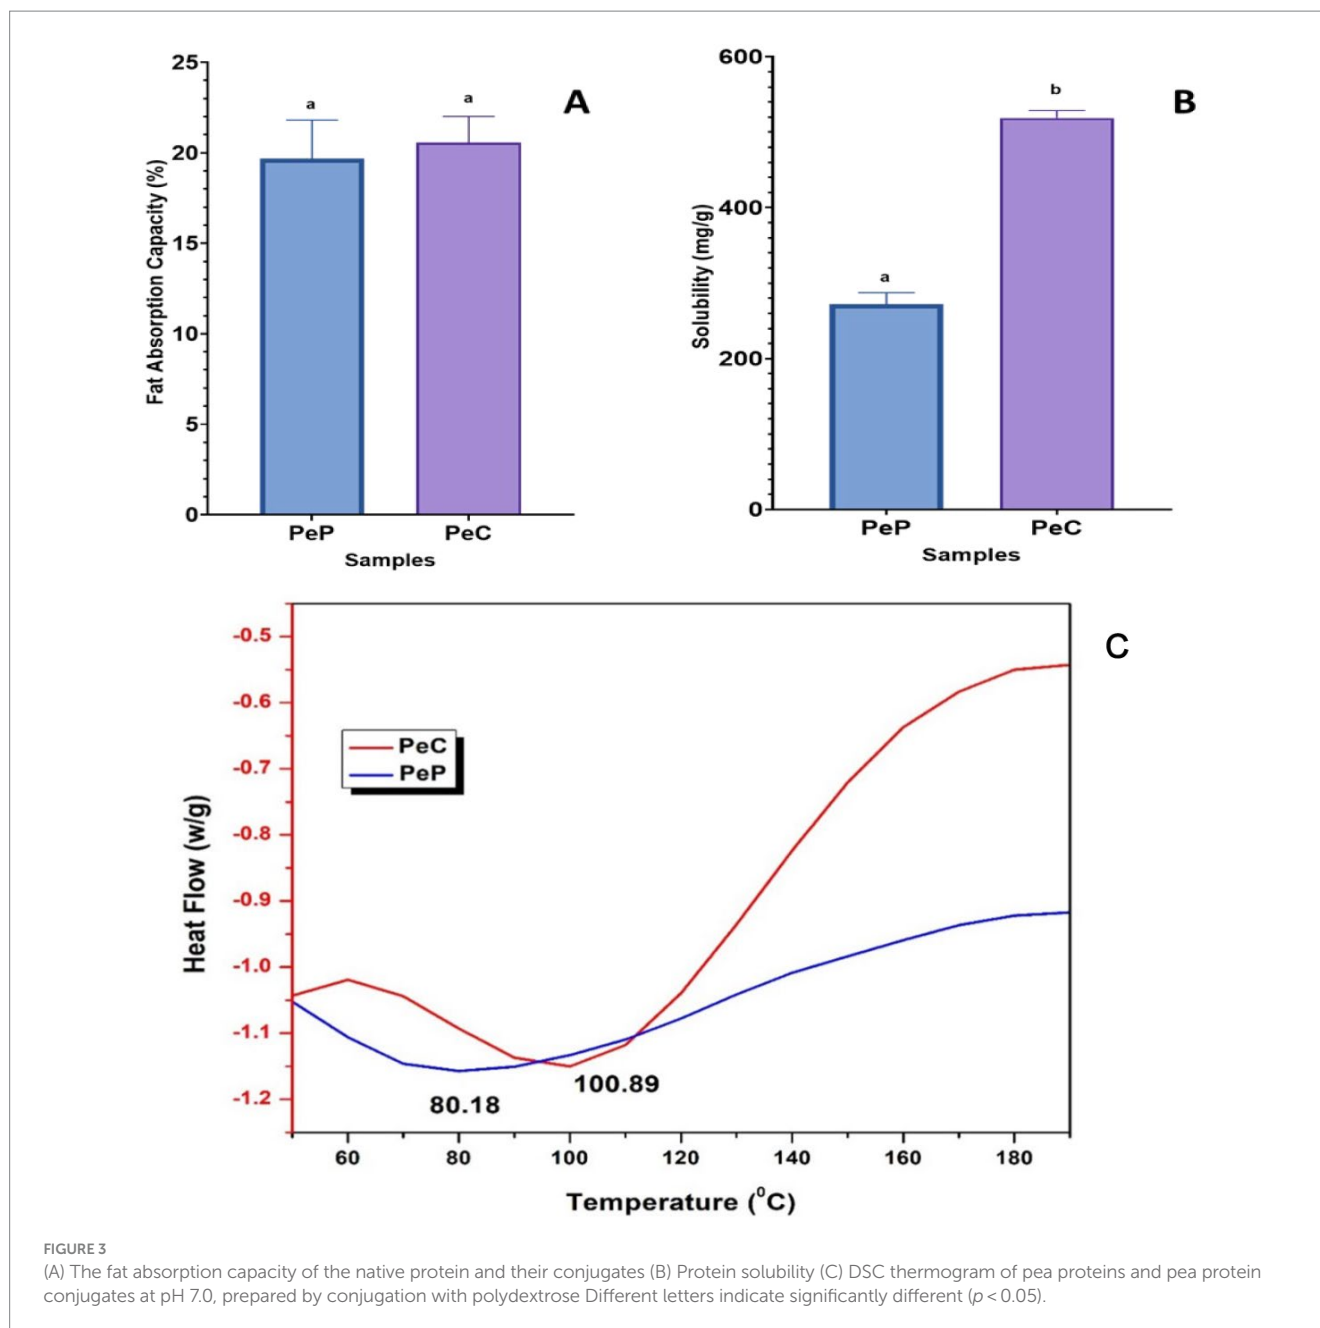 A
25
20
15
10
5
0
Fat Absorption Capacity (%)
a
a
PeP
PeC
Samples
B
600
400
200
0
Solubility (mg/g)
a
b
PeP
PeC
Samples
C
-0.5
-0.6
-0.7
-0.8
-0.9
-1.0
-1.1
-1.2
Heat Flow (w/g)
PeC
PeP
80.18
100.89
60
80
100
120
140
160
180
Temperature (⁰C)
FIGURE 3
(A) The fat absorption capacity of the native protein and their conjugates (B) Protein solubility (C) DSC thermogram of pea proteins and pea protein
conjugates at pH 7.0, prepared by conjugation with polydextrose Different letters indicate significantly different (p < 0.05).